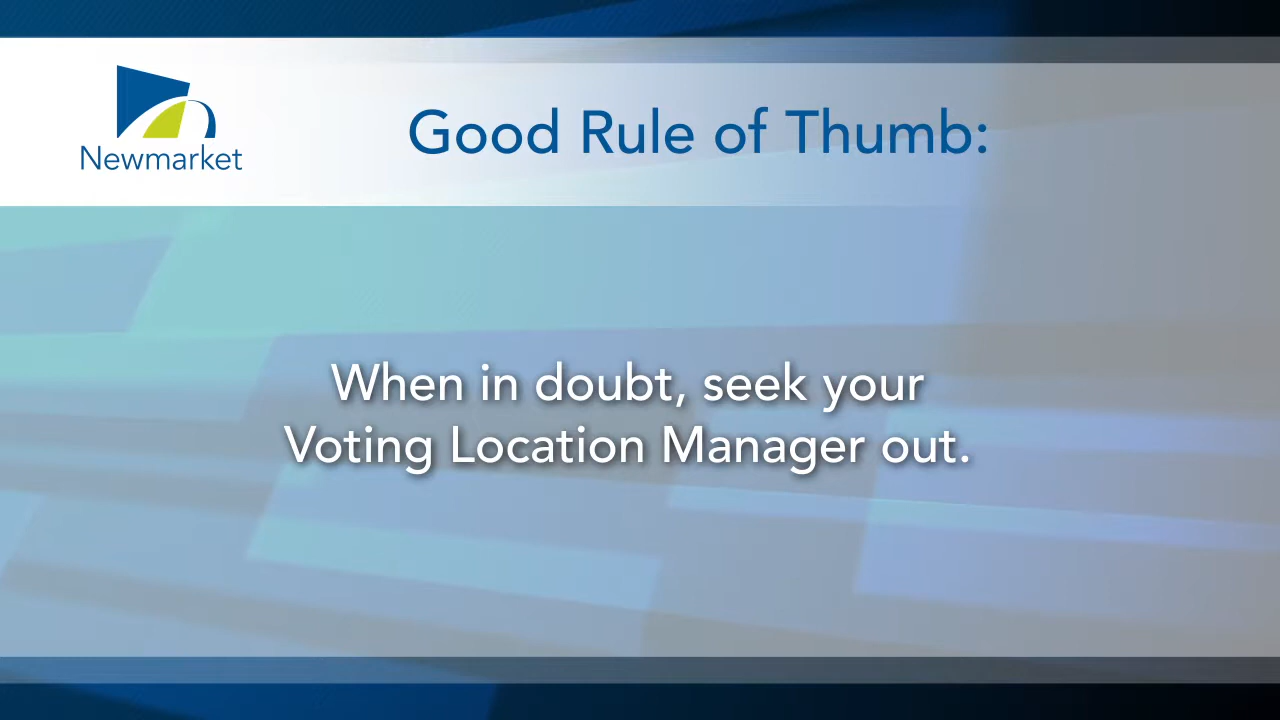 Newmarket
Good Rule of Thumb:
When in doubt, seek your
Voting Location Manager out.